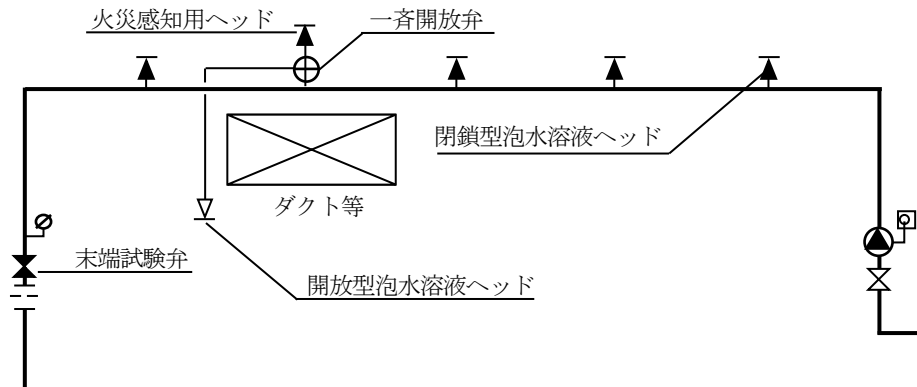 火災感知用ヘッド
一斉開放弁
閉鎖型泡水溶液ヘッド
ダクト等
末端試験弁
開放型泡水溶液ヘッド